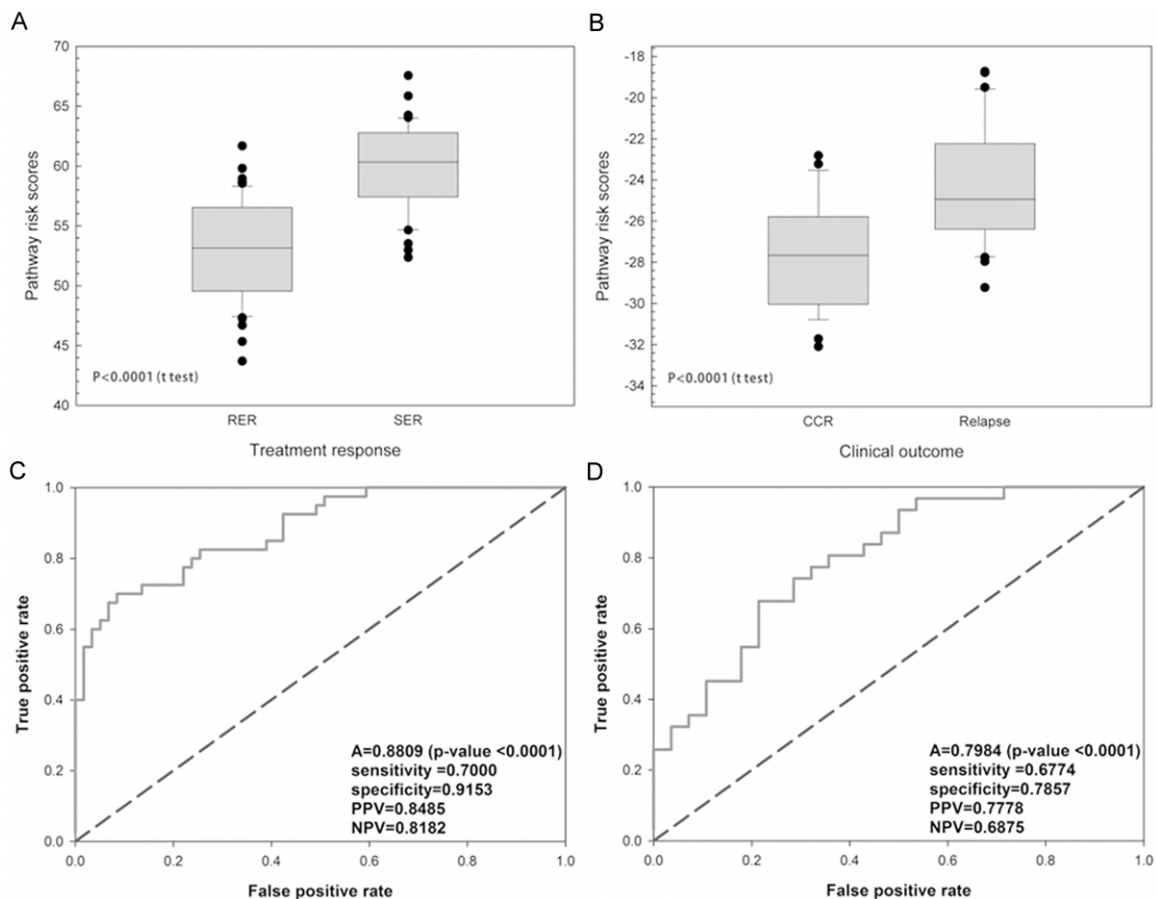 A
70
65
60
55
50
45
40
Pathway risk scores
P<0.0001 (t test)
RER
SER
Treatment response
B
-18
-20
-22
-24
-26
-28
-30
-32
-34
Pathway risk scores
P<0.0001 (t test)
CCR
Relapse
Clinical outcome
C
1.0
0.8
0.6
0.4
0.2
0.0
True positive rate
A=0.8809 (p-value <0.0001)
sensitivity =0.7000
specificity=0.9153
PPV=0.8485
NPV=0.8182
0.0
0.2
0.4
0.6
0.8
1.0
False positive rate
D
1.0
0.8
0.6
0.4
0.2
0.0
True positive rate
A=0.7984 (p-value <0.0001)
sensitivity =0.6774
specificity=0.7857
PPV=0.7778
NPV=0.6875
0.0
0.2
0.4
0.6
0.8
1.0
False positive rate